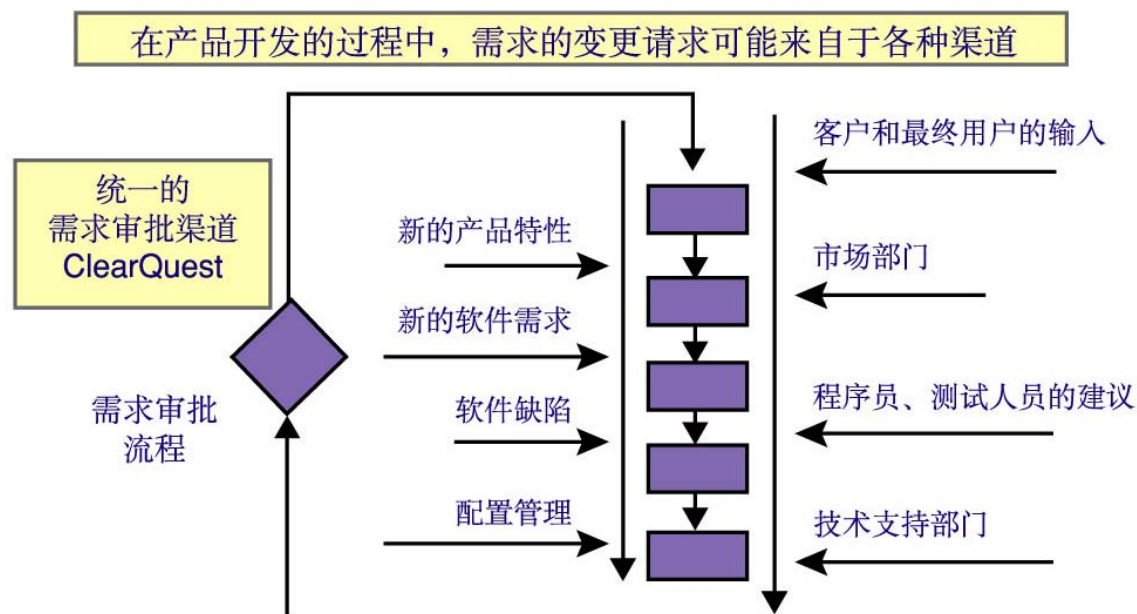 在产品开发的过程中，需求的变更请求可能来自于各种渠道
统一的
需求审批渠道
ClearQuest
需求审批
流程
新的产品特性
新的软件需求
软件缺陷
配置管理
客户和最终用户的输入
市场部门
程序员、测试人员的建议
技术支持部门